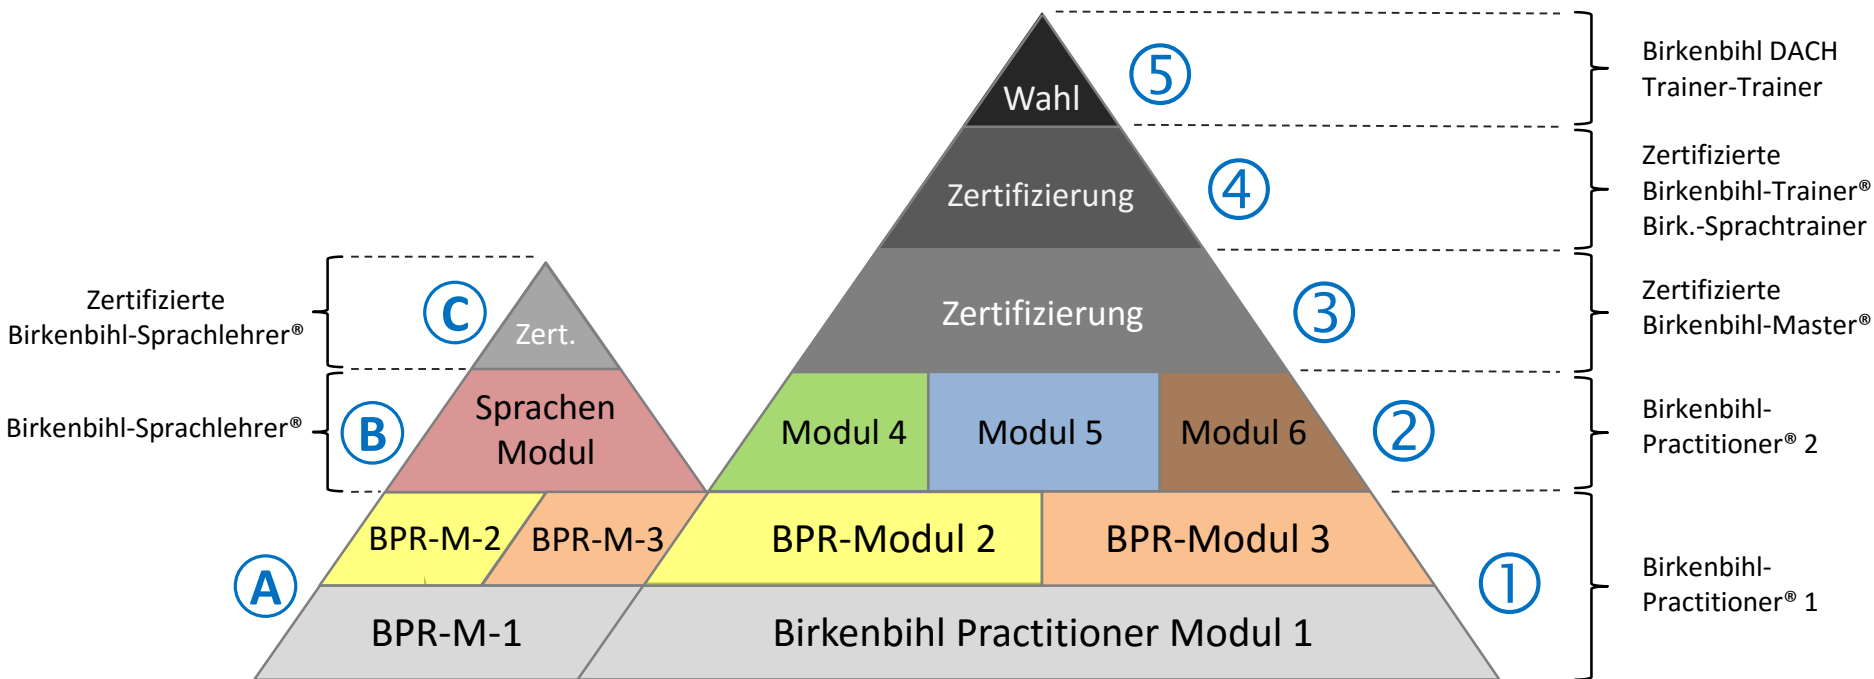 Wahl
⑤
Birkenbihl DACH
Trainer-Trainer
Zertifizierung
④
Zertifizierte
Birkenbihl-Trainer®
Birk.-Sprachtrainer
Zertifizierte
Birkenbihl-Sprachlehrer®
C
Zert.
Zertifizierung
③
Zertifizierte
Birkenbihl-Master®
Birkenbihl-Sprachlehrer®
B
Sprachen
Modul
Modul 4
Modul 5
Modul 6
②
Birkenbihl-
Practitioner® 2
A
BPR-M-2
BPR-M-3
BPR-Modul 2
BPR-Modul 3
①
Birkenbihl-
Practitioner® 1
BPR-M-1
Birkenbihl Practitioner Modul 1